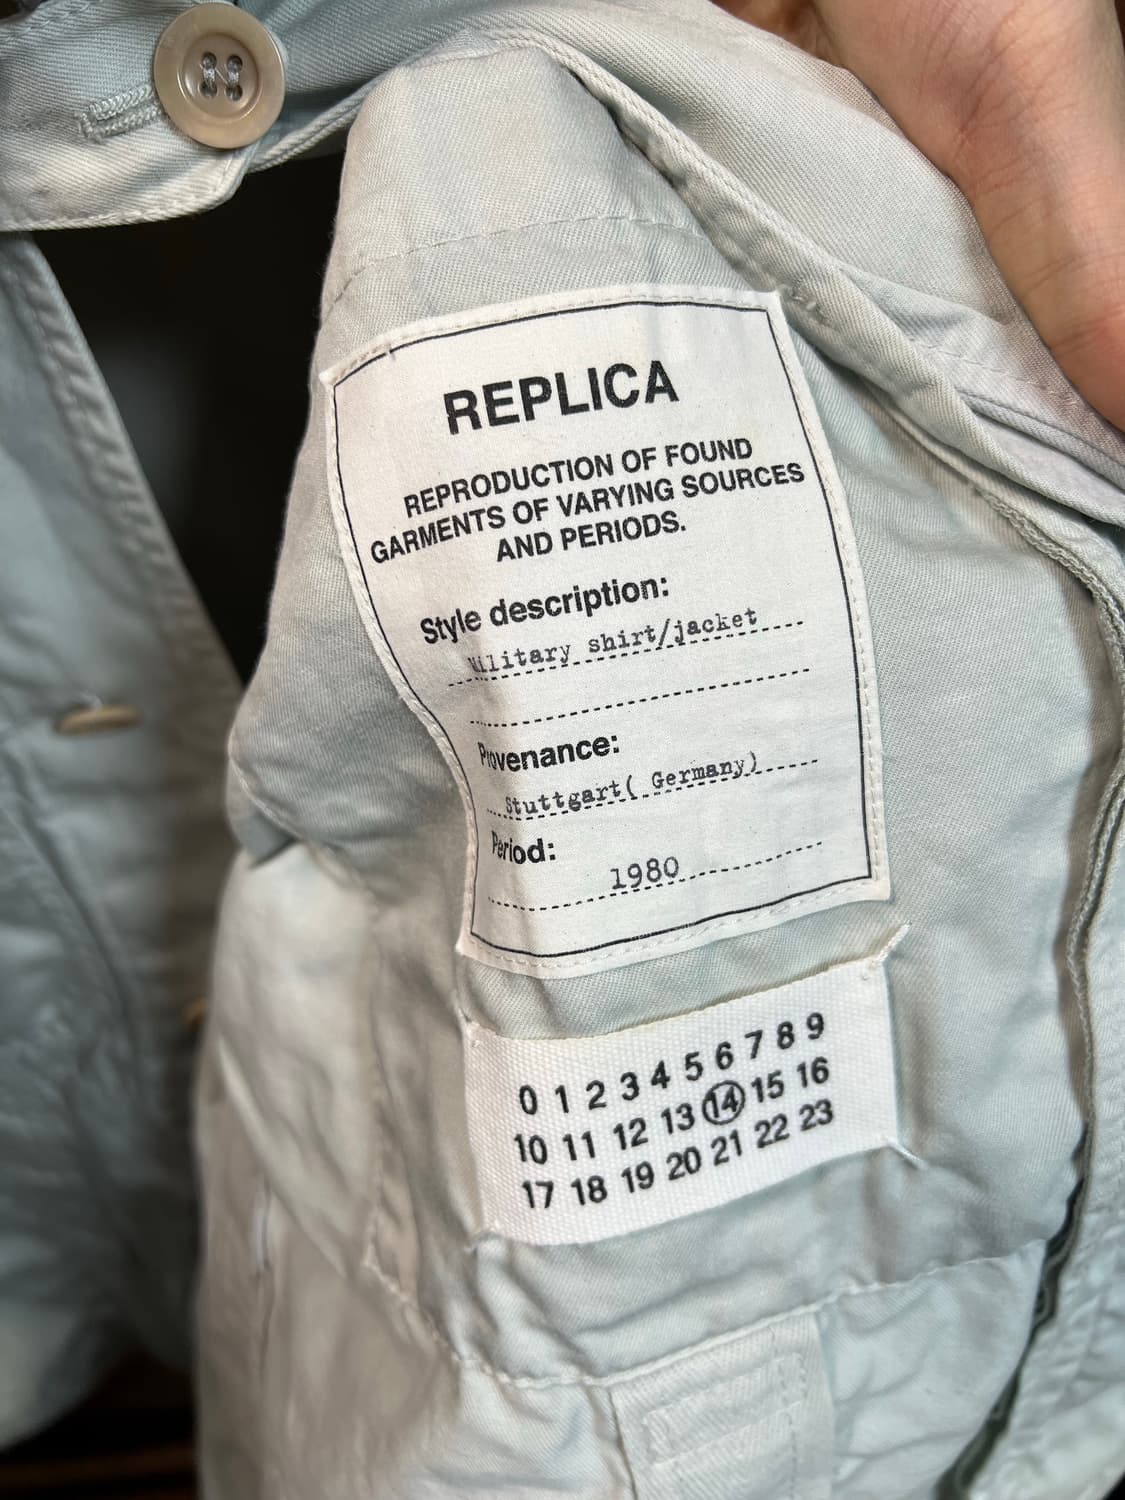 REPLICA
REPRODUCTION OF FOUND
GARMENTS OF VARYING SOURCES
AND PERIODS.
Style description:
Military shirt/jacket
Provenance:
Stuttgart( Germany)
Period:
1980
0 1 2 3 4 5 6 7 8 9
10 11 12 13 14 15 16
17 18 19 20 21 22 23